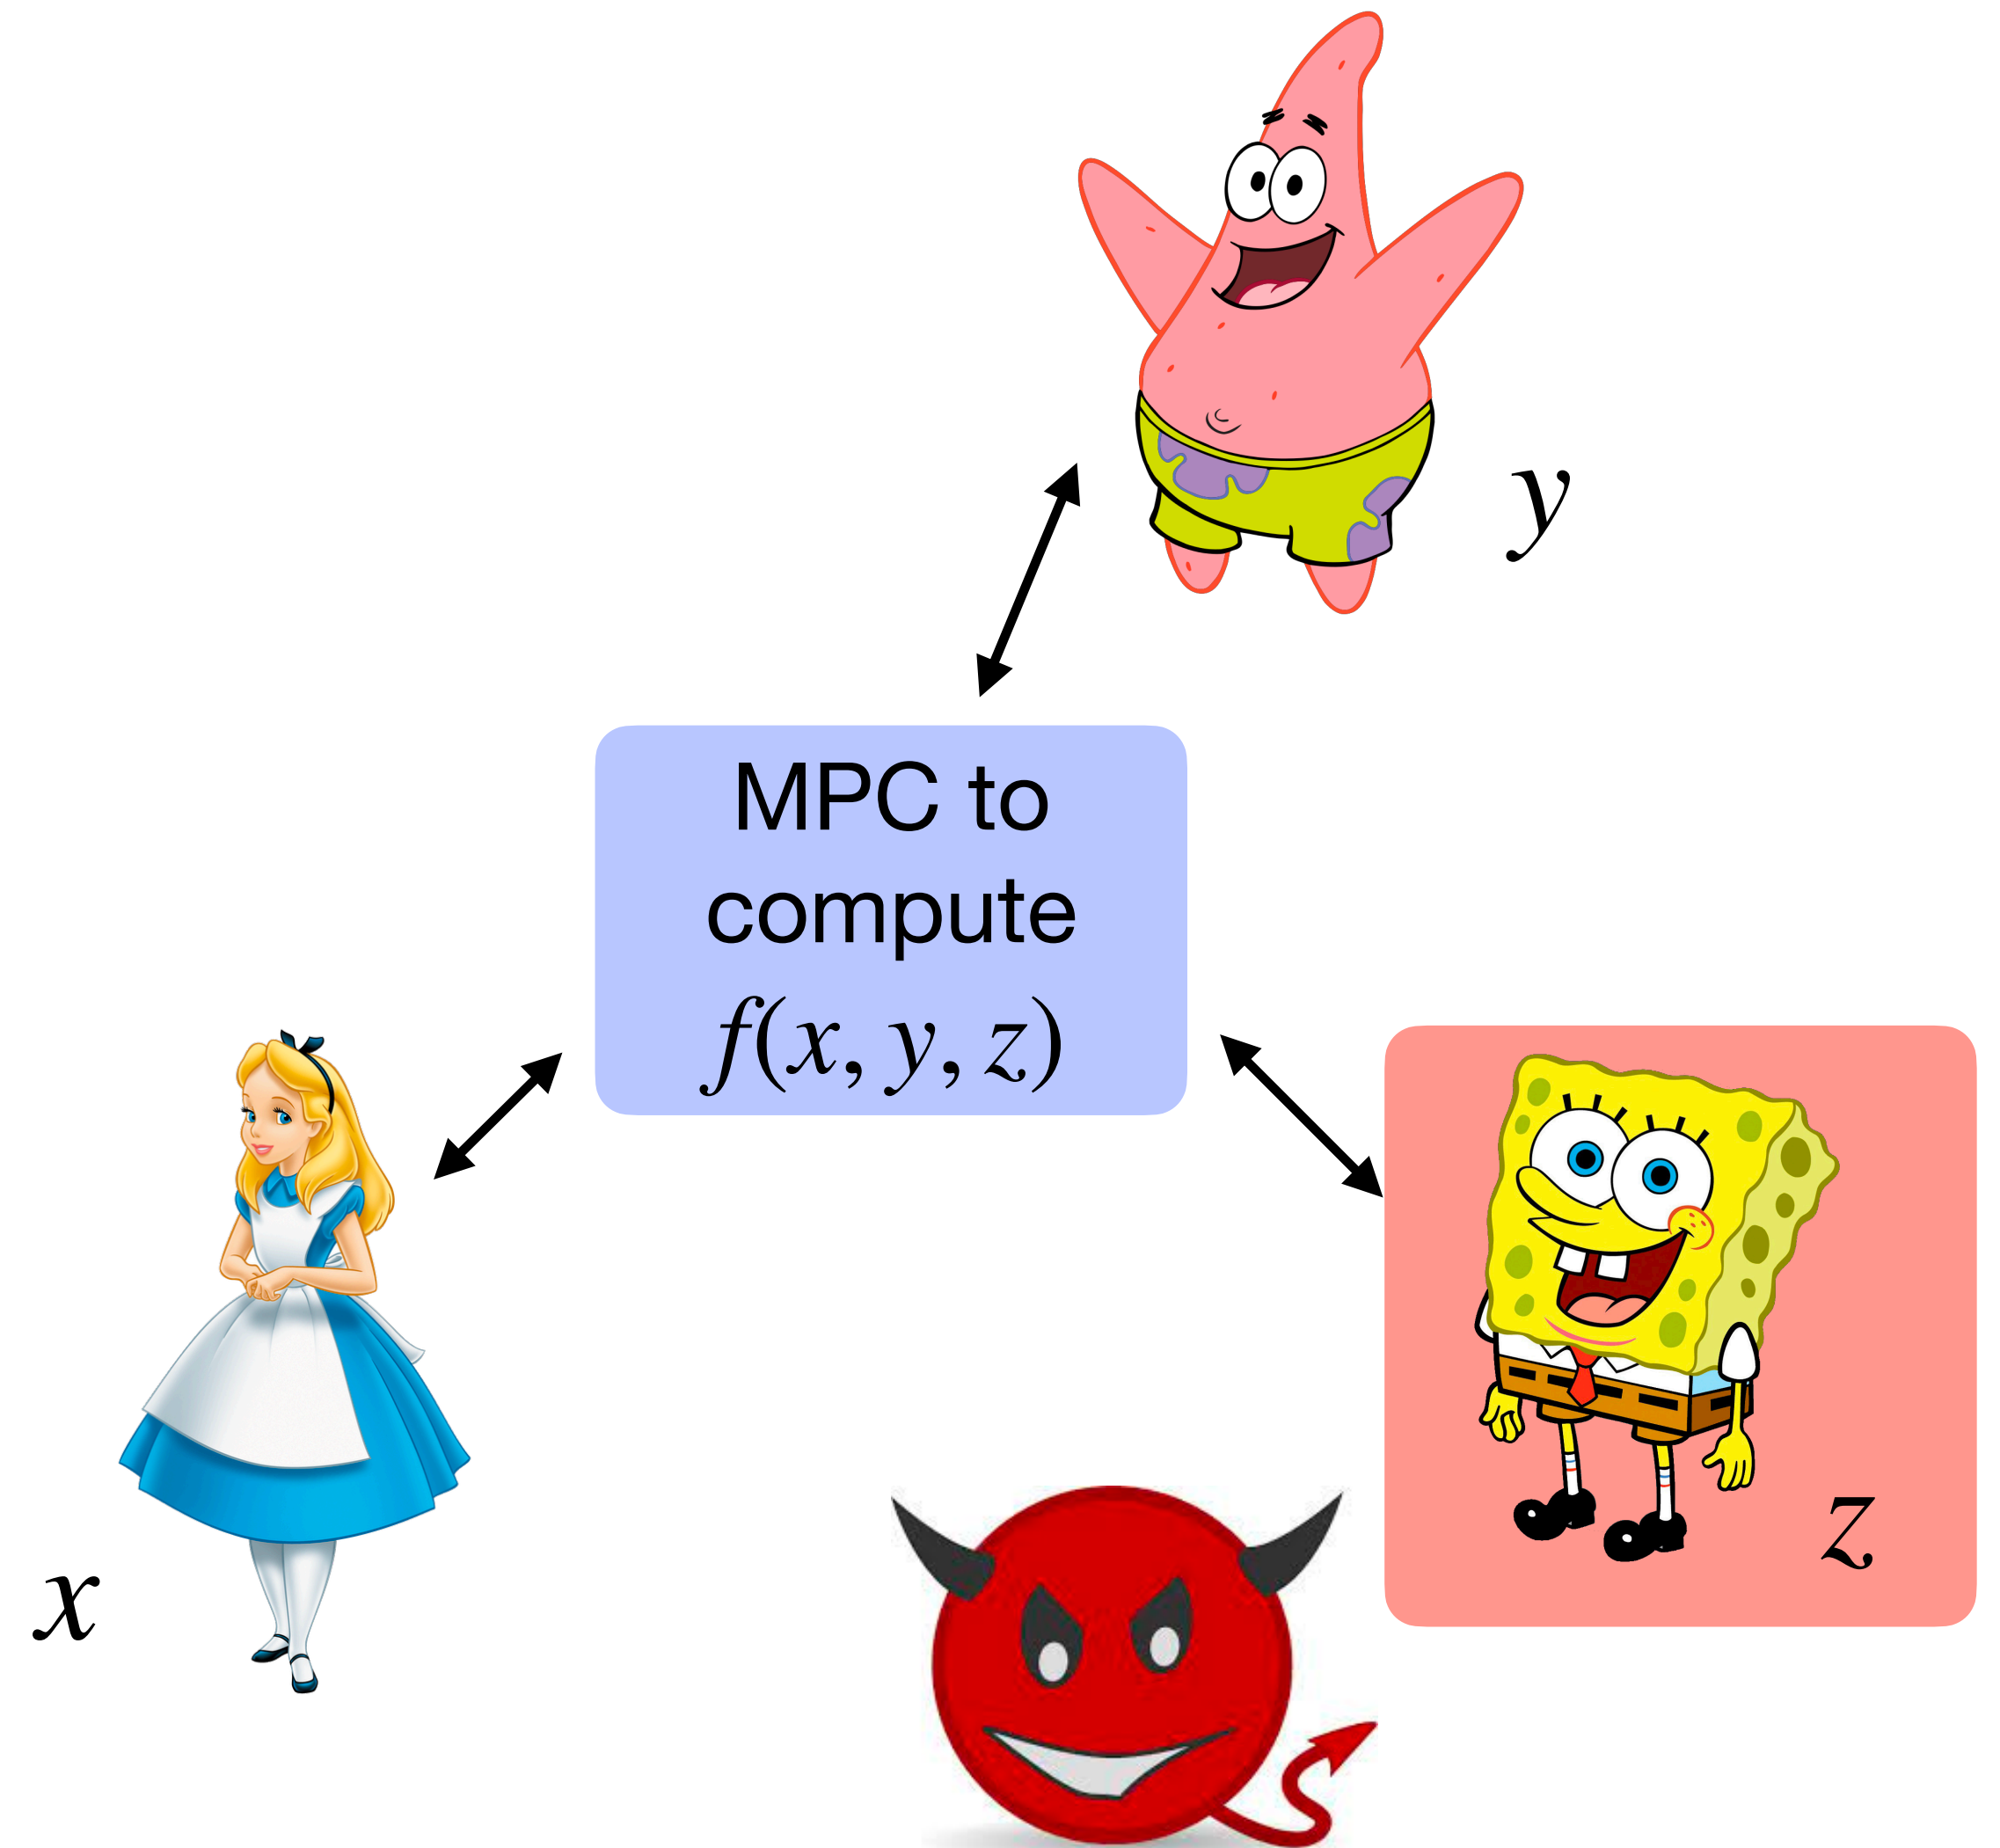 y
MPC to
compute
f(x, y, z)
z
x